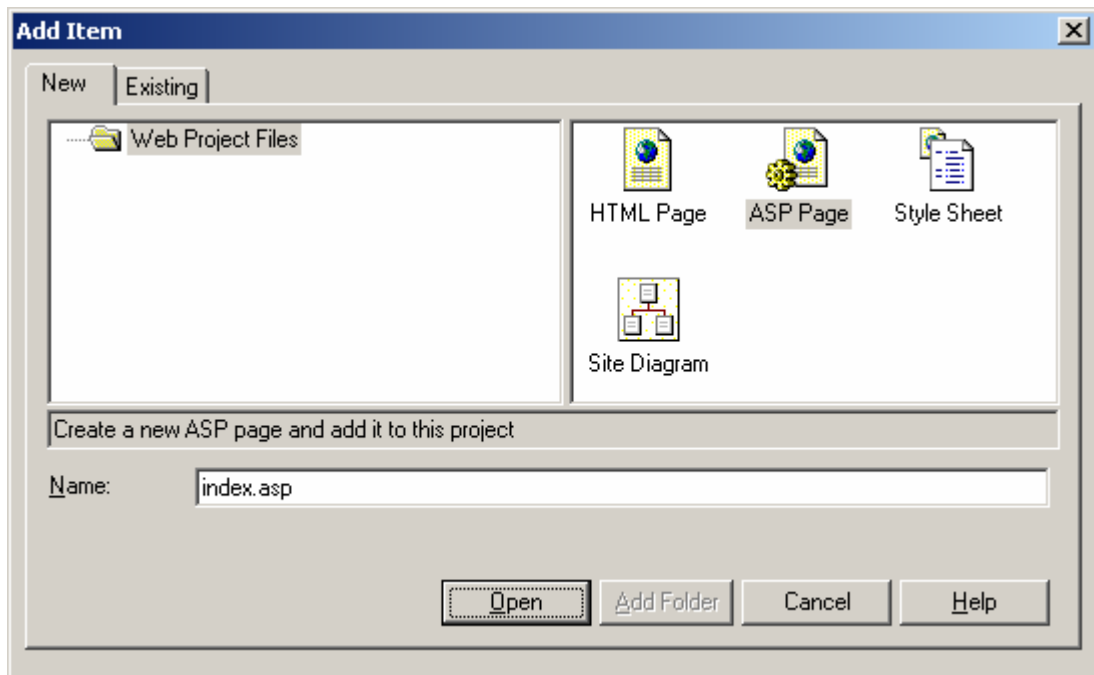 Add Item
New
Existing
Web Project Files
HTML Page
ASP Page
Style Sheet
Site Diagram
Create a new ASP page and add it to this project
Name:
index.asp
Open
Add Folder
Cancel
Help